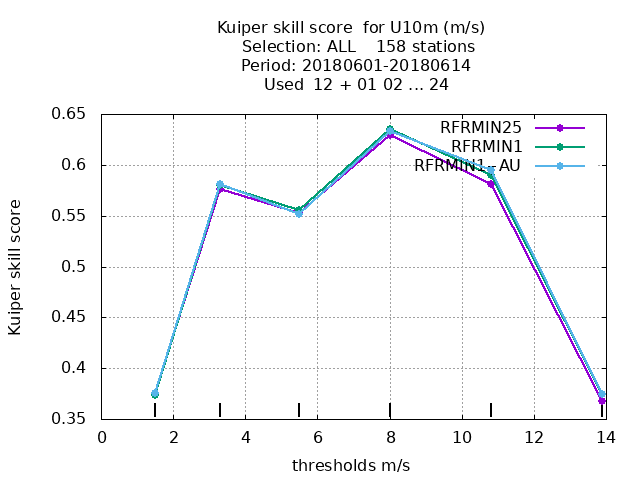 Kuiper skill score  for U10m (m/s)
Selection: ALL    158 stations
Period: 20180601-20180614
Used  12 + 01 02 ... 24
RFRMIN25
RFRMIN1
RFRMIN1-AU
0.65
0.6
0.55
0.5
0.45
0.4
0.35
Kuiper skill score
0 2 4 6 8 10 12 14
thresholds m/s